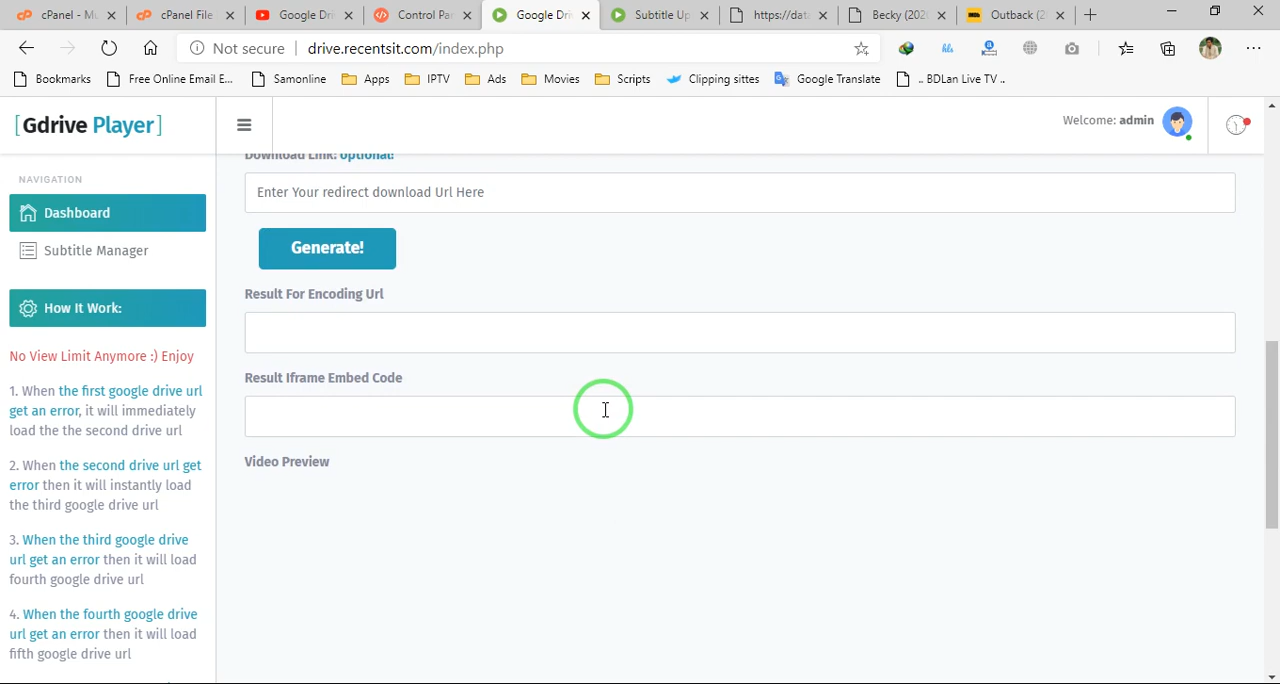 cPanel - Mu
cPanel File
Google Dri
Control Pan
Google Dri
Subtitle Up
https://dat
Becky (202
Outback (2
Not secure
drive.recentsit.com/index.php
Bookmarks
Free Online Email E...
Samonline
Apps
IPTV
Ads
Movies
Scripts
Clipping sittes
Google Translate
.. BDLan Live TV ..
[Gdrive Player]
Welcome: admin
NAVIGATION
Dashboard
Subtitle Manager
How It Work:
No View Limit Anymore :) Enjoy
1. When the first google drive url
get an error, it will immediately
load the the second drive url
2. When the second drive url get
error then it will instantly load
the third google drive url
3. When the third google drive
url get an error then it will load
fourth google drive url
4. When the fourth google drive
url get an error then it will load
fifth google drive url
Download Link: optional!
Enter Your redirect download Url Here
Generate!
Result For Encoding Url
Result Iframe Embed Code
Video Preview